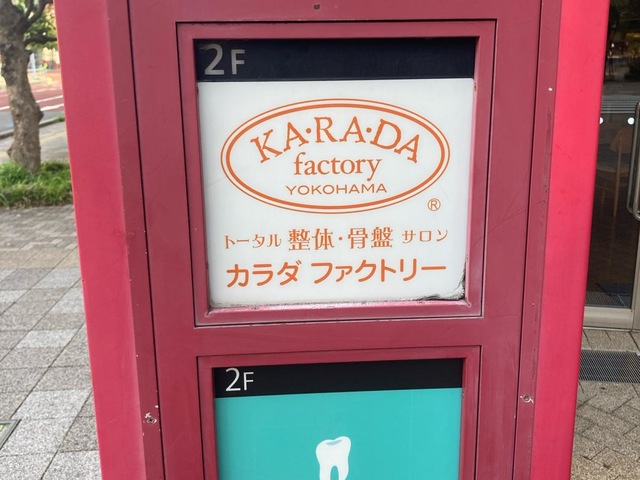 2F
KA·RA·DA
factory
YOKOHAMA
®
トータル 整体・骨盤 サロン
カラダ ファクトリー
2F